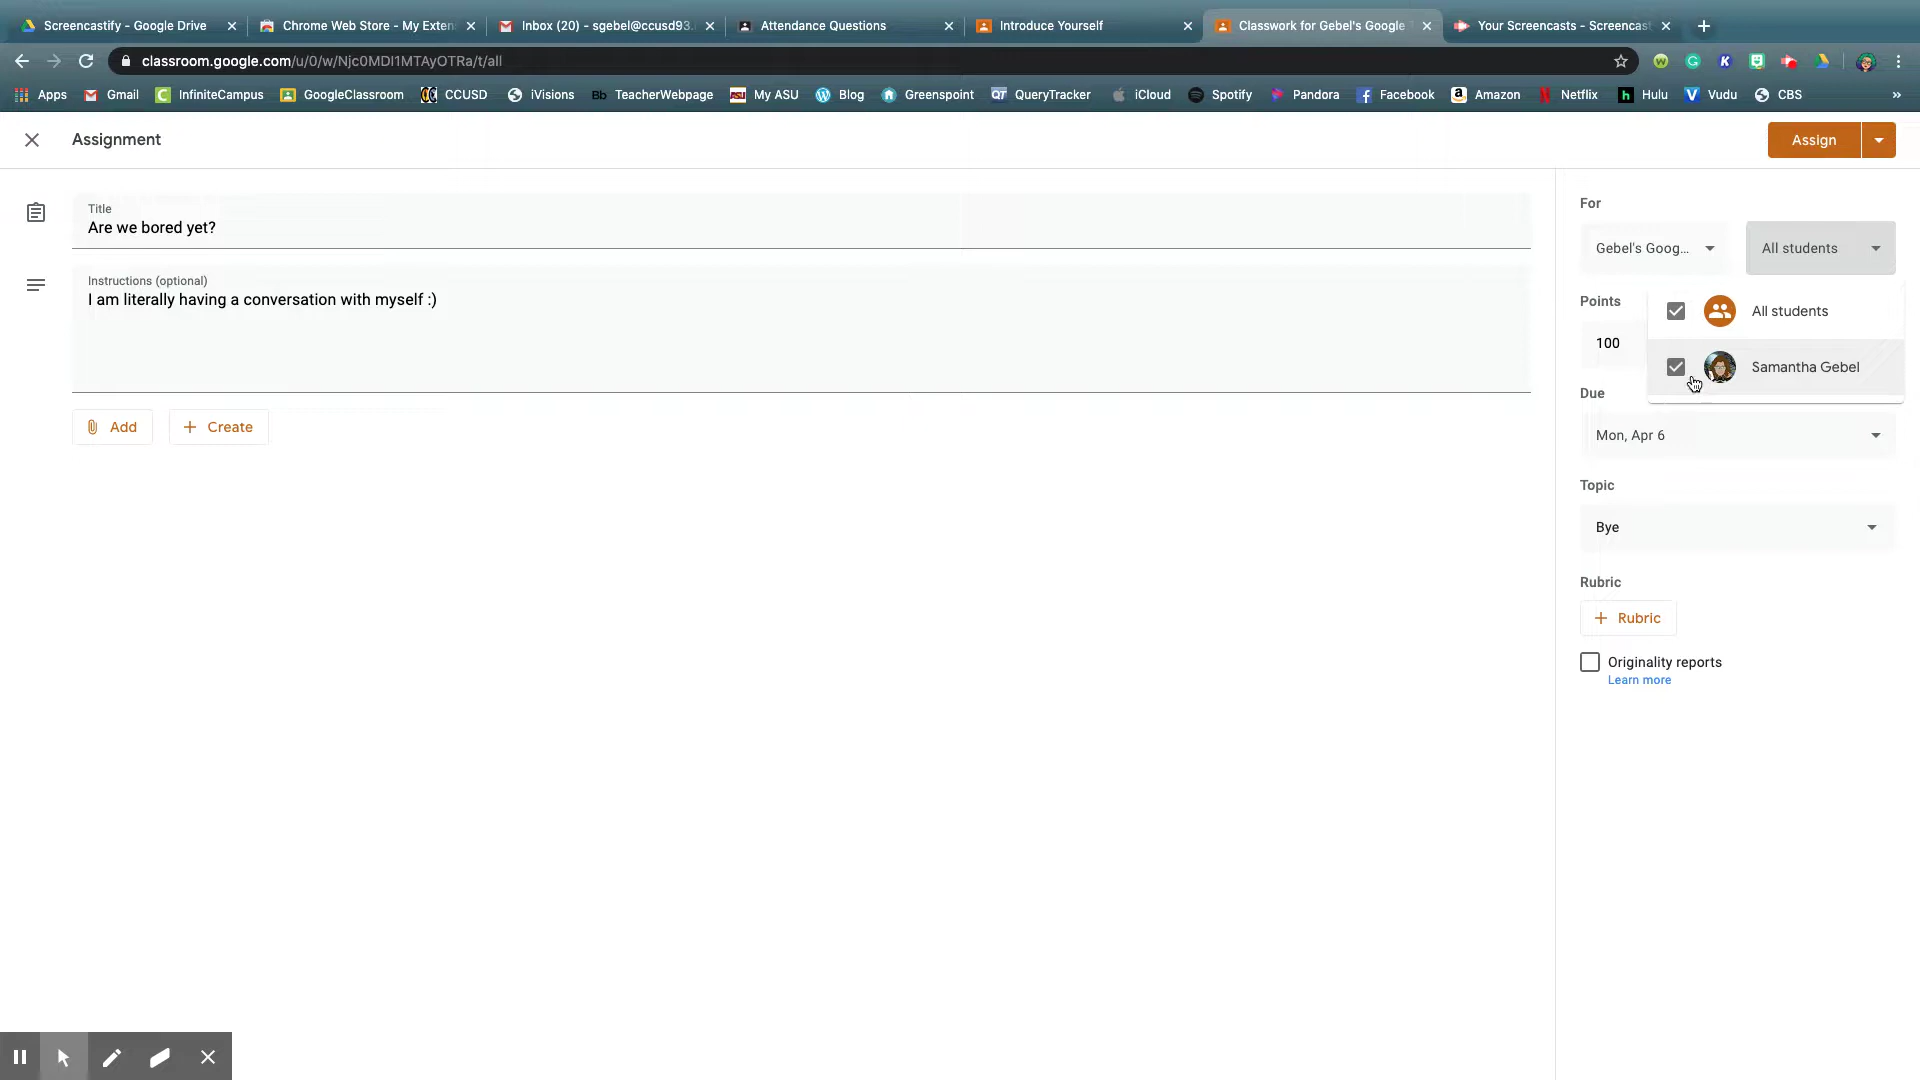 Screencastify - Google Drive
Chrome Web Store - My Exten
Inbox (20) - sgebel@ccusd93.
Attendance Questions
Introduce Yourself
Classwork for Gebel's Google
Your Screencasts - Screencast
classroom.google.com/u/0/w/Njc0MDI1MTAyOTRa/t/all
Apps
Gmail
InfiniteCampus
GoogleClassroom
CCUSD
iVisions
Bb TeacherWebpage
ASU My ASU
Blog
Greenspoint
QT QueryTracker
iCloud
Spotify
Pandora
Facebook
Amazon
Netflix
h Hulu
V Vudu
CBS
»
Assignment
Assign
Title
Are we bored yet?
Instructions (optional)
I am literally having a conversation with myself :)
Add
Create
For
Gebel's Goog...
All students
All students
Samantha Gebel
Points
100
Due
Mon, Apr 6
Topic
Bye
Rubric
Rubric
Originality reports
Learn more